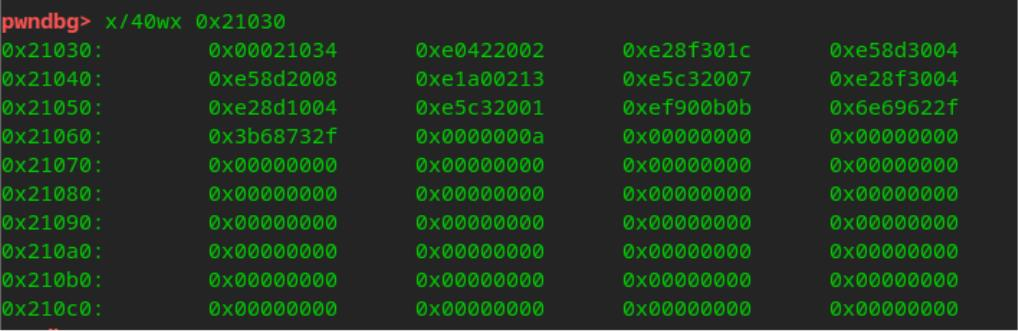 pwndbg> x/40wx 0x21030
0x21030: 0x00021034 0xe0422002 0xe28f301c 0xe58d3004
0x21040: 0xe58d2008 0xe1a00213 0xe5c32007 0xe28f3004
0x21050: 0xe28d1004 0xe5c32001 0xef900b0b 0x6e69622f
0x21060: 0x3b68732f 0x0000000a 0x00000000 0x00000000
0x21070: 0x00000000 0x00000000 0x00000000 0x00000000
0x21080: 0x00000000 0x00000000 0x00000000 0x00000000
0x21090: 0x00000000 0x00000000 0x00000000 0x00000000
0x210a0: 0x00000000 0x00000000 0x00000000 0x00000000
0x210b0: 0x00000000 0x00000000 0x00000000 0x00000000
0x210c0: 0x00000000 0x00000000 0x00000000 0x00000000